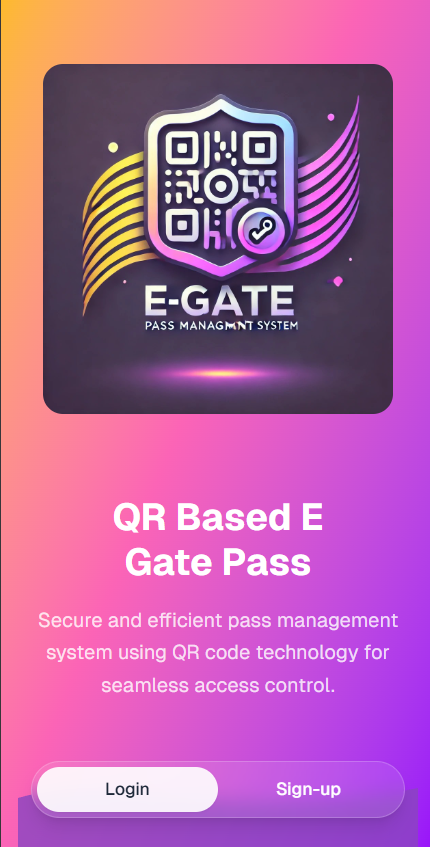 E-GATE
PASS MANAGMNT SYSTEM
QR Based E
Gate Pass
Secure and efficient pass management
system using QR code technology for
seamless access control.
Login
Sign-up